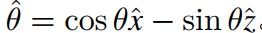 θ̂ = cos θx̂ − sin θẑ。